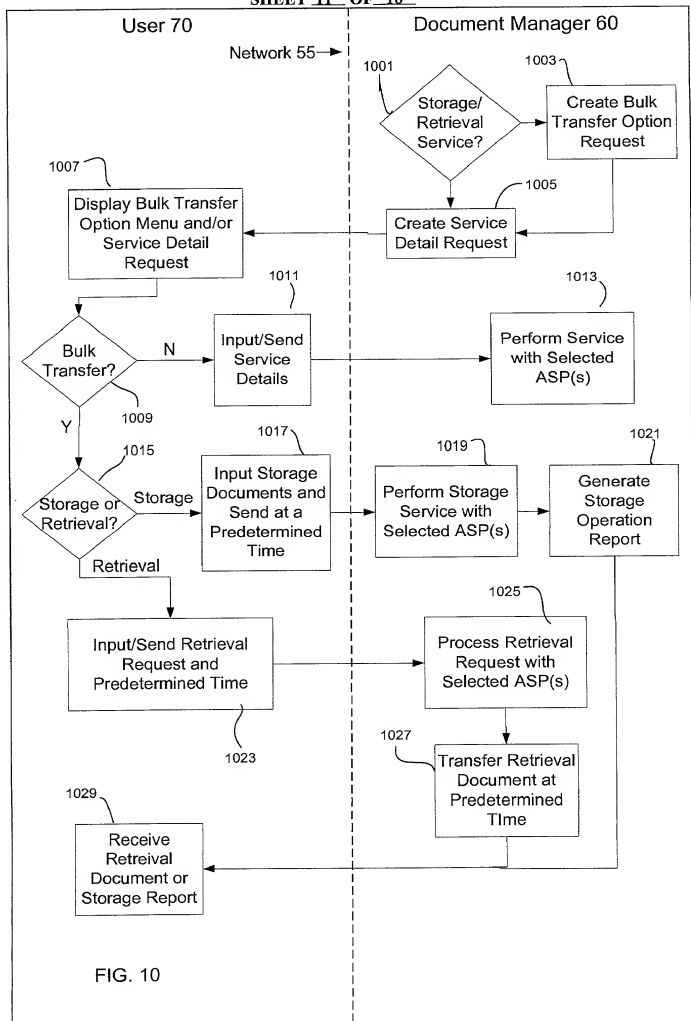 SHEET 11 OF 16
User 70
Document Manager 60
Network 55
1001
Storage/
Retrieval
Service?
1003
Create Bulk
Transfer Option
Request
1005
Create Service
Detail Request
1007
Display Bulk Transfer
Option Menu and/or
Service Detail
Request
Bulk
Transfer?
1009
N
Y
1011
Input/Send
Service
Details
1013
Perform Service
with Selected
ASP(s)
1015
Storage or
Retrieval?
Storage
Retrieval
1017
Input Storage
Documents and
Send at a
Predetermined
Time
1019
Perform Storage
Service with
Selected ASP(s)
1021
Generate
Storage
Operation
Report
Input/Send Retrieval
Request and
Predetermined Time
1023
1025
Process Retrieval
Request with
Selected ASP(s)
1027
Transfer Retrieval
Document at
Predetermined
TIme
1029
Receive
Retreival
Document or
Storage Report
FIG. 10